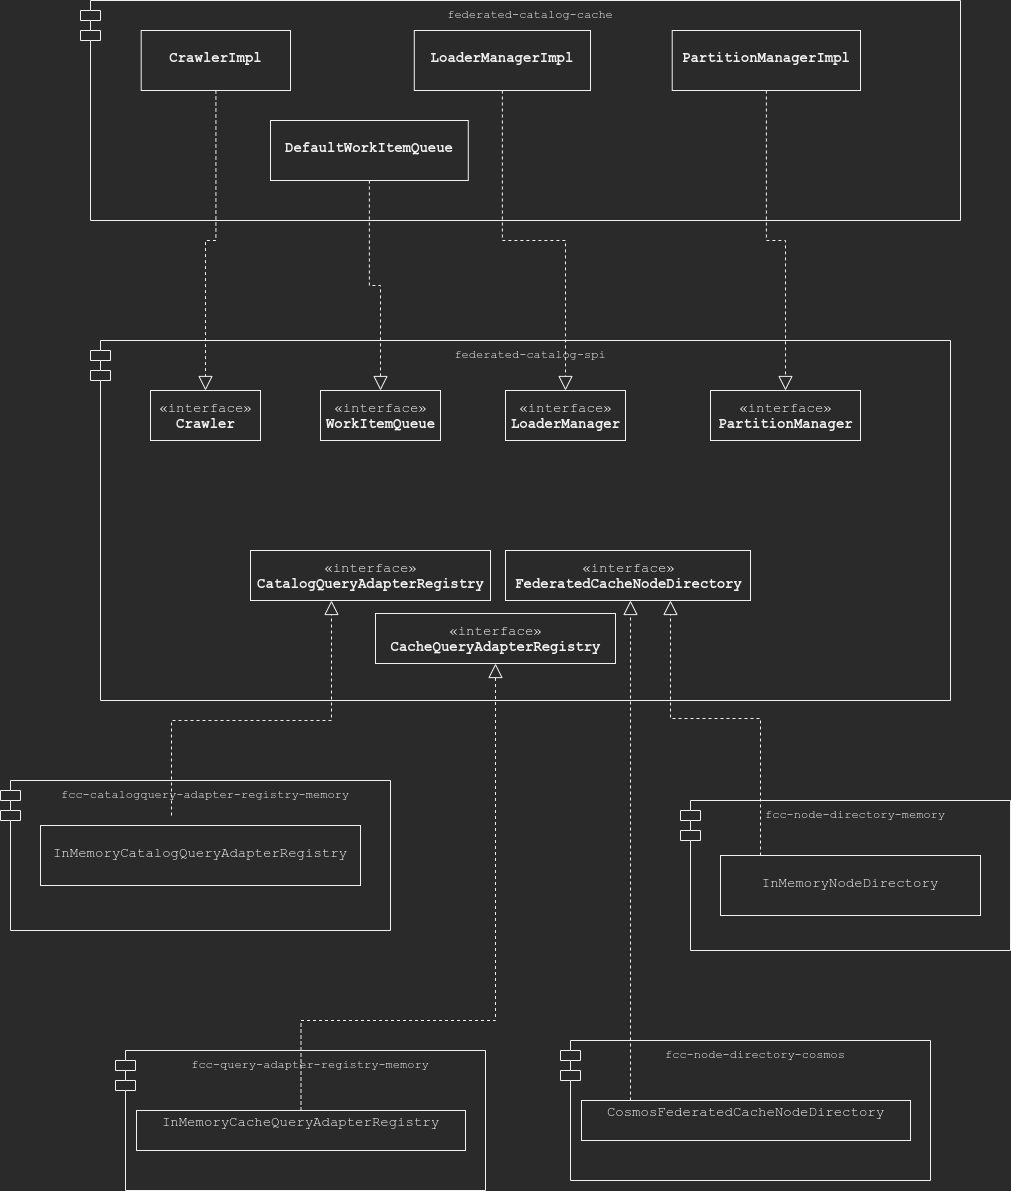 federated-catalog-cache
CrawlerImpl
LoaderManagerImpl
PartitionManagerImpl
DefaultWorkItemQueue
federated-catalog-spi
«interface»
Crawler
«interface»
WorkItemQueue
«interface»
LoaderManager
«interface»
PartitionManager
«interface»
CatalogQueryAdapterRegistry
«interface»
FederatedCacheNodeDirectory
«interface»
CacheQueryAdapterRegistry
fcc-catalogquery-adapter-registry-memory
InMemoryCatalogQueryAdapterRegistry
fcc-node-directory-memory
InMemoryNodeDirectory
fcc-query-adapter-registry-memory
InMemoryCacheQueryAdapterRegistry
fcc-node-directory-cosmos
CosmosFederatedCacheNodeDirectory